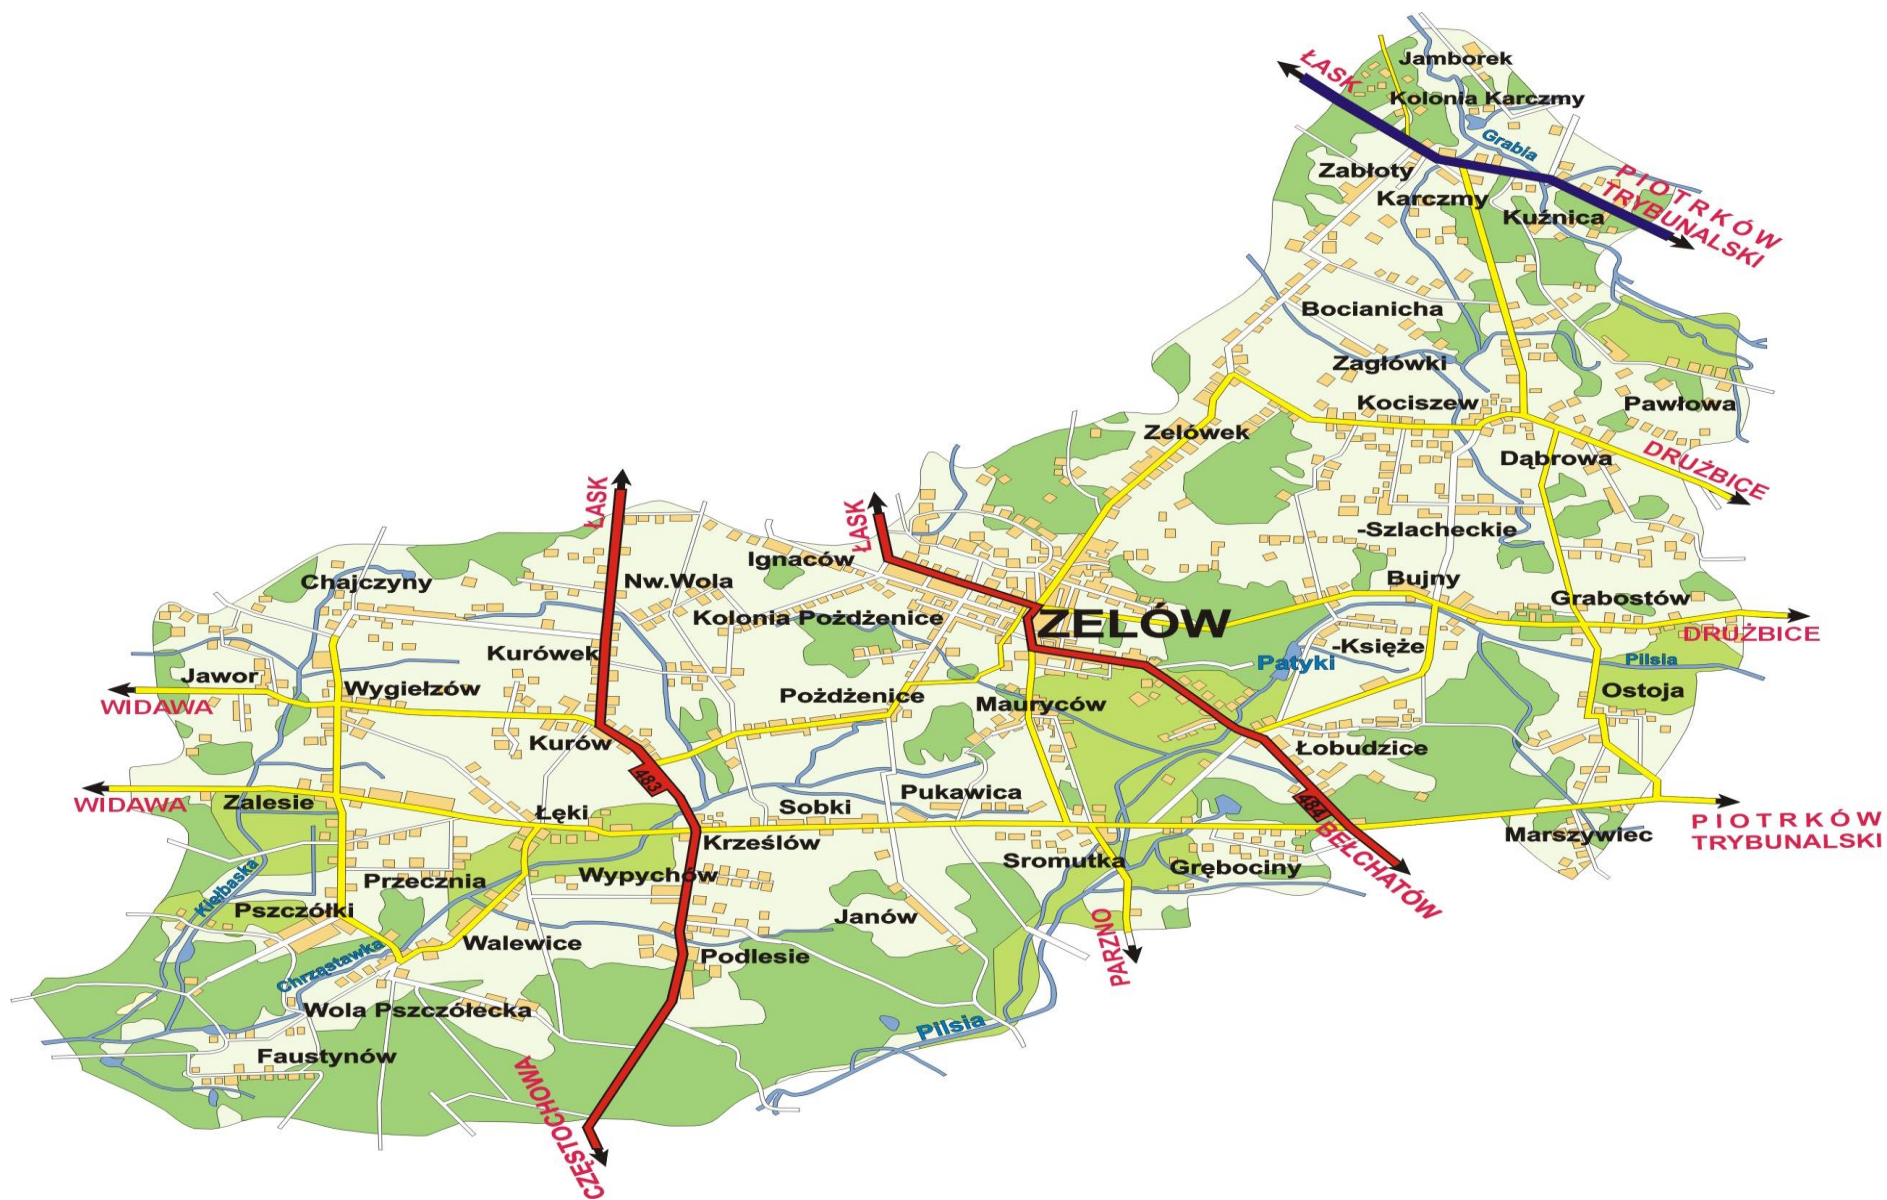 Jamborek
ŁASK
Kolonia Karczmy
Grabia
Zabłoty
Karczmy
Kuźnica
PIOTRKÓW
TRYBUNALSKI
Bocianicha
Zagłówki
Kociszew
Pawłowa
Zelówek
Dąbrowa
DRUŻBICE
ŁASK
ŁASK
-Szlacheckie
Ignaców
Nw.Wola
Chajczyny
Bujny
Grabostów
Kolonia Pożdżenice
ZELÓW
DRUŻBICE
Kurówek
-Księże
Patyki
Pilsia
Jawor
Wygiełzów
WIDAWA
Pożdżenice
Mauryców
Ostoja
Kurów
Łobudzice
483
484
WIDAWA
Zalesie
Łęki
Sobki
Pukawica
BEŁCHATÓW
Marszywiec
PIOTRKÓW
TRYBUNALSKI
Krześlów
Sromutka
Grębociny
Kiełbaska
Przecznia
Wypychów
Pszczółki
Janów
PARZNO
Chrząstawka
Walewice
Podlesie
Wola Pszczółecka
Pilsia
Faustynów
CZĘSTOCHOWA